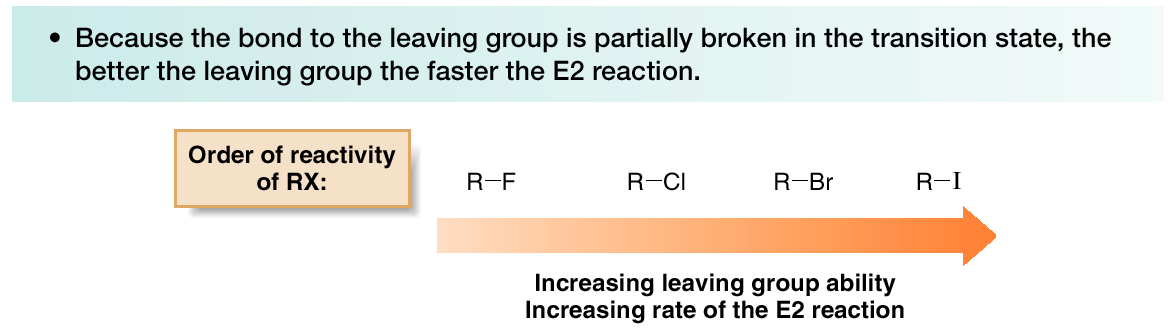 • Because the bond to the leaving group is partially broken in the transition state, the
better the leaving group the faster the E2 reaction.
Order of reactivity
of RX:
R—F R—Cl R—Br R—I
Increasing leaving group ability
Increasing rate of the E2 reaction